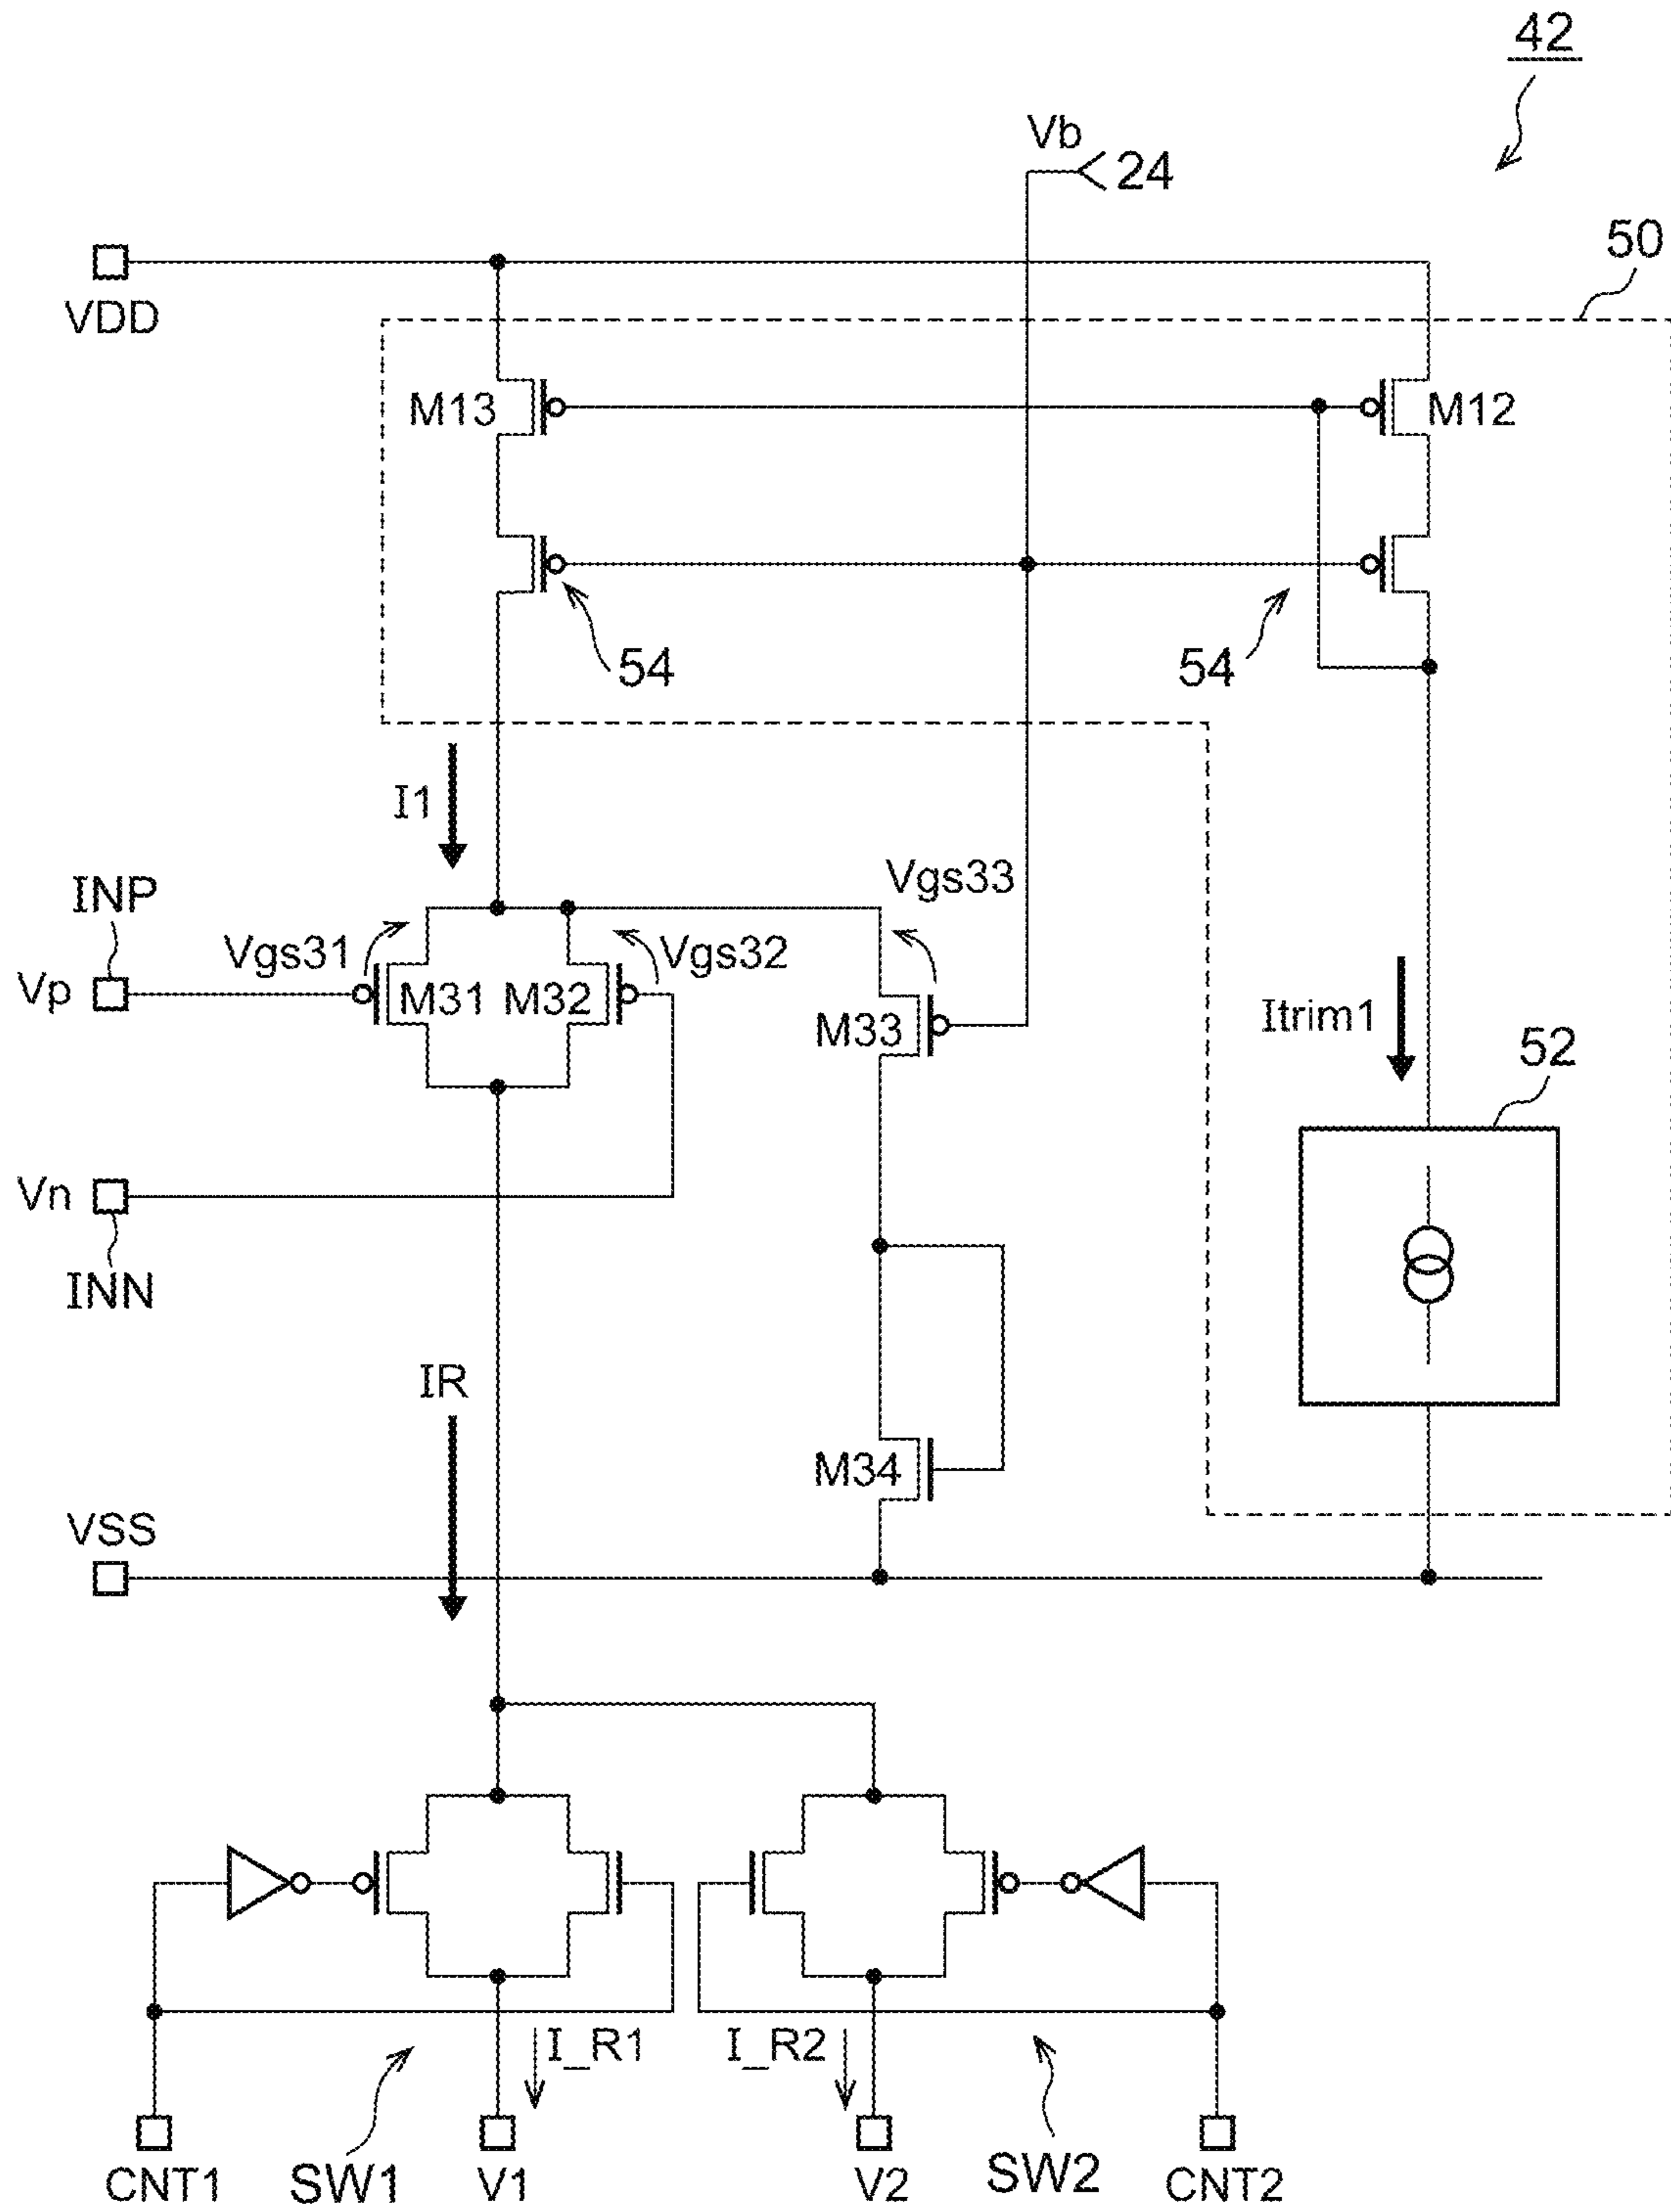 42
Vb
24
50
VDD
M13
M12
54
54
I1
Vgs33
INP
Vgs31
Vgs32
Vp
M31
M32
M33
Itrim1
52
Vn
INN
IR
M34
VSS
I_R1
I_R2
CNT1
SW1
V1
V2
SW2
CNT2